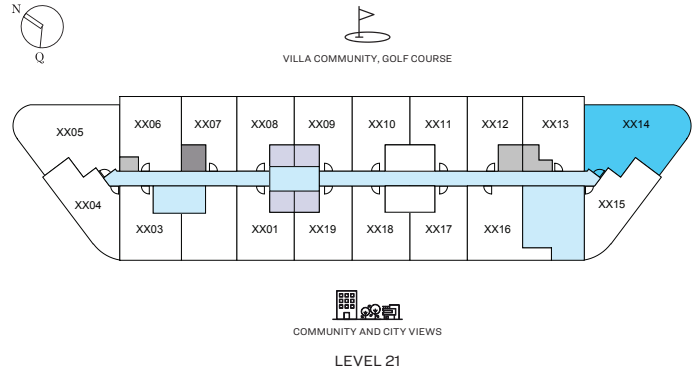 N
Q
VILLA COMMUNITY, GOLF COURSE
XX05 XX06 XX07 XX08 XX09 XX10 XX11 XX12 XX13 XX14
XX04 XX03 XX01 XX19 XX18 XX17 XX16 XX15
COMMUNITY AND CITY VIEWS
LEVEL 21